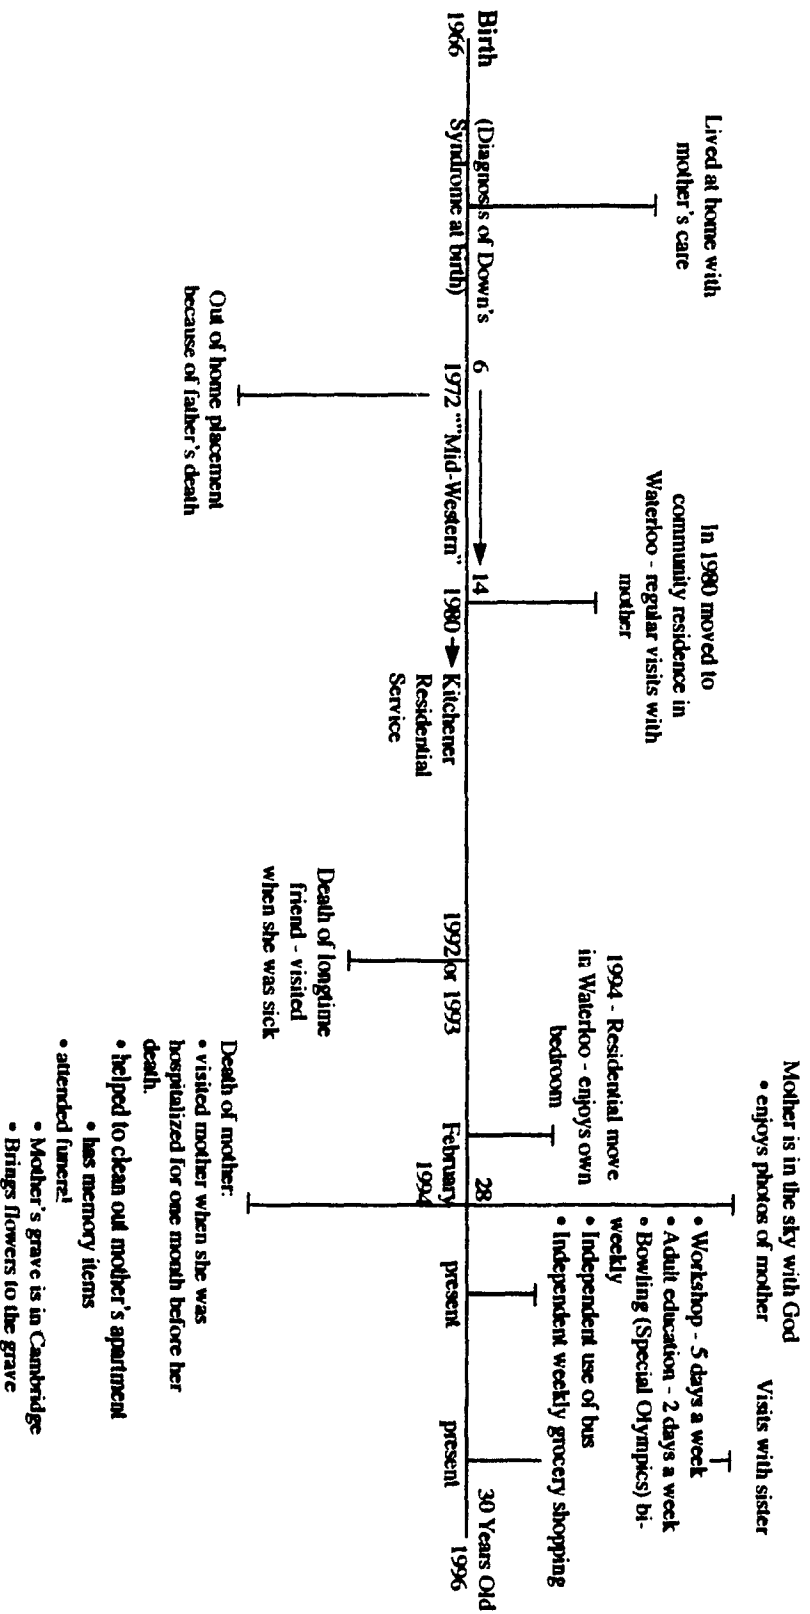 Mother is in the sky with God
• enjoys photos of mother
Visits with sister
Lived at home with
mother's care
In 1980 moved to
community residence in
Waterloo - regular visits with
mother
1994 - Residential move
in Waterloo - enjoys own
bedroom
• Workshop - 5 days a week
• Adult education - 2 days a week
• Bowling (Special Olympics) bi-
weekly
• Independent use of bus
• Independent weekly grocery shopping
Birth
1966
(Diagnosis of Down's
Syndrome at birth)
6
14
1972 ""Mid-Western"
1980
Kitchener
Residential
Service
1992 or 1993
28
February
1994
present
present
30 Years Old
1996
Out of home placement
because of father's death
Death of longtime
friend - visited
when she was sick
Death of mother:
• visited mother when she was
hospitalized for one month before her
death.
• helped to clean out mother's apartment
• has memory items
• attended funeral
• Mother's grave is in Cambridge
• Brings flowers to the grave